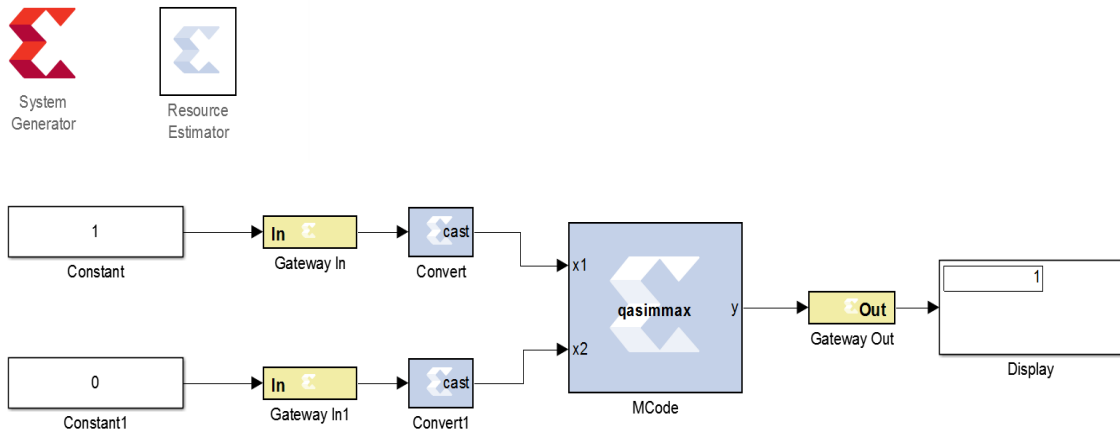 System
Generator
Resource
Estimator
1
Constant
In
Gateway In
cast
Convert
x1
x2
qasimmax
y
MCode
Out
Gateway Out
1
Display
0
Constant1
In
Gateway In1
cast
Convert1